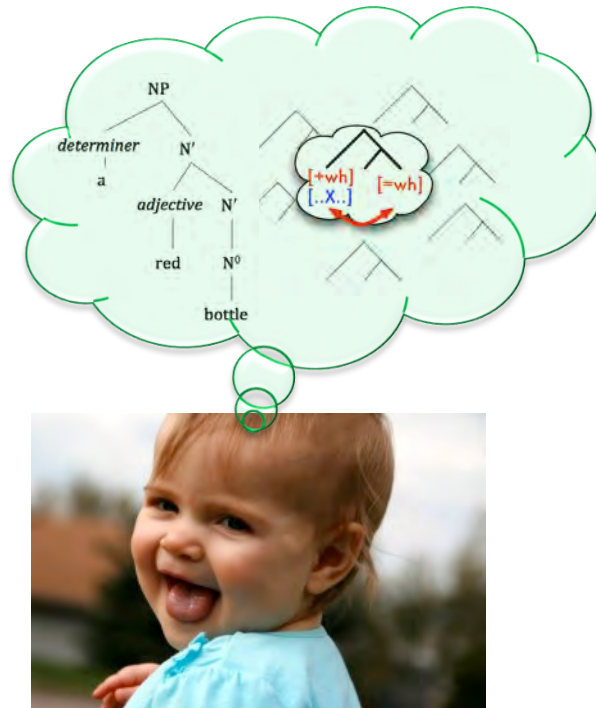 NP
determiner N'
a
adjective N'
red N⁰
bottle
[+wh] [=wh]
[..X..]